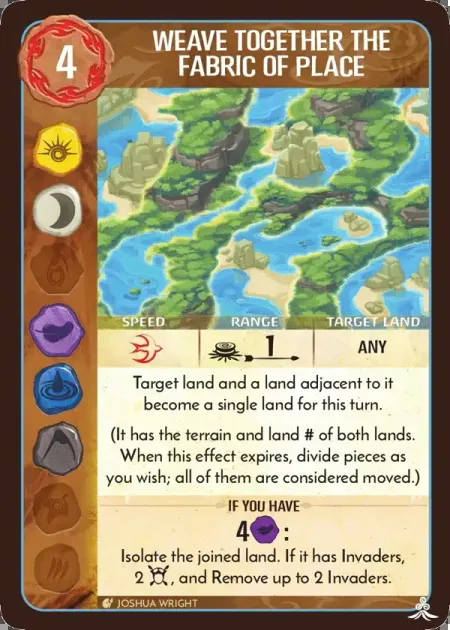 4
WEAVE TOGETHER THE
FABRIC OF PLACE
SPEED RANGE TARGET LAND
1 ANY
Target land and a land adjacent to it
become a single land for this turn.
(It has the terrain and land # of both lands.
When this effect expires, divide pieces as
you wish; all of them are considered moved.)
IF YOU HAVE
4 :
Isolate the joined land. If it has Invaders,
2 , and Remove up to 2 Invaders.
JOSHUA WRIGHT